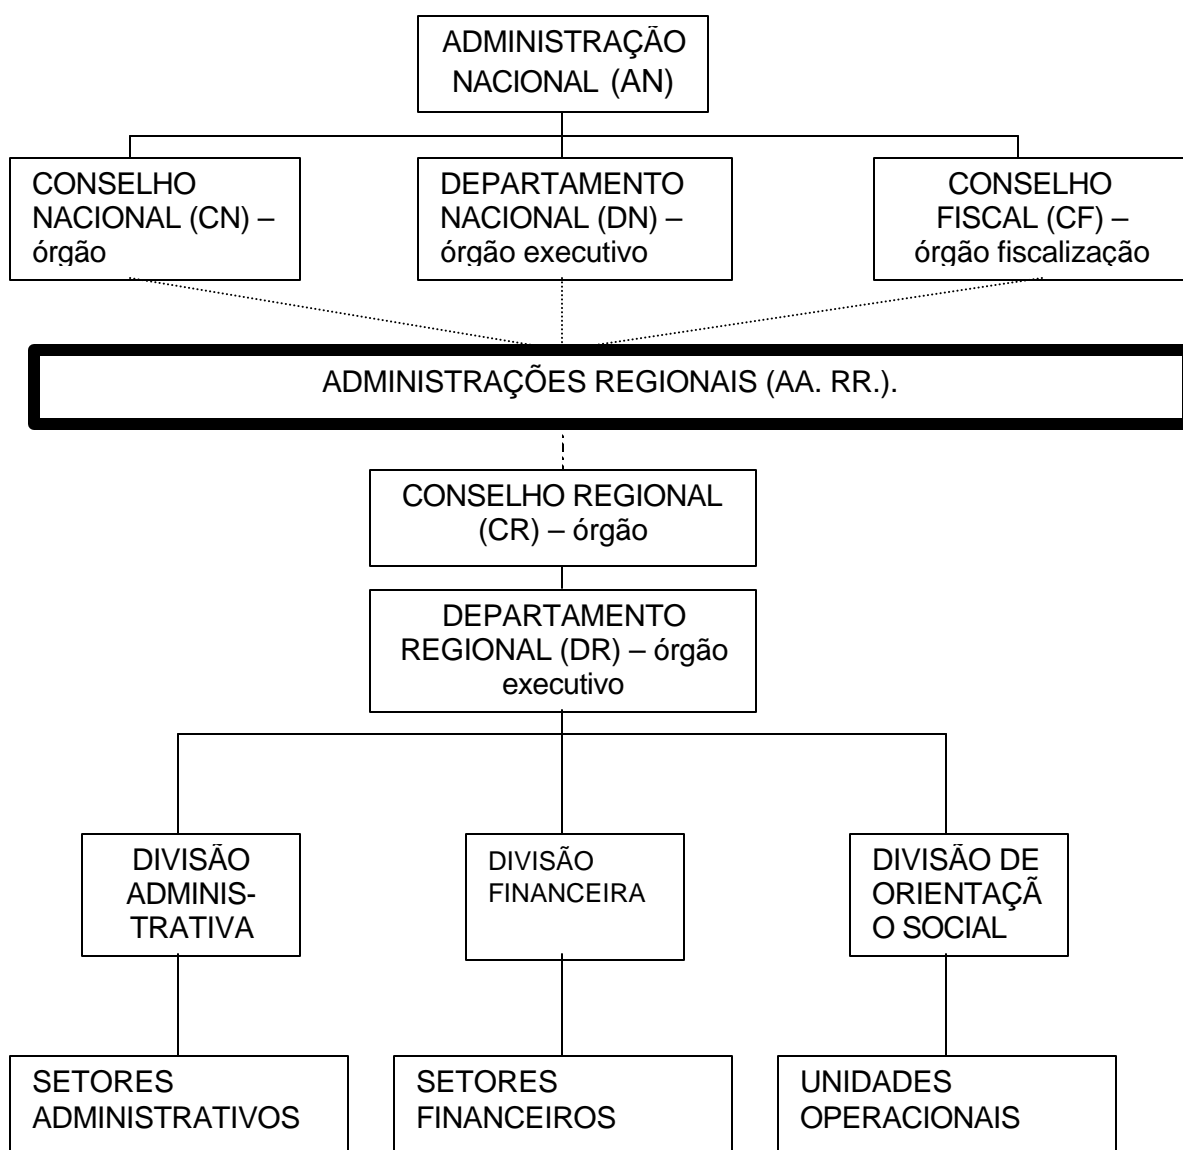 ADMINISTRAÇÃO
NACIONAL (AN)
CONSELHO
NACIONAL (CN) –
órgão
DEPARTAMENTO
NACIONAL (DN) –
órgão executivo
CONSELHO
FISCAL (CF) –
órgão fiscalização
ADMINISTRAÇÕES REGIONAIS (AA. RR.).
CONSELHO REGIONAL
(CR) – órgão
DEPARTAMENTO
REGIONAL (DR) – órgão
executivo
DIVISÃO
ADMINIS-
TRATIVA
DIVISÃO
FINANCEIRA
DIVISÃO DE
ORIENTAÇÃ
O SOCIAL
SETORES
ADMINISTRATIVOS
SETORES
FINANCEIROS
UNIDADES
OPERACIONAIS